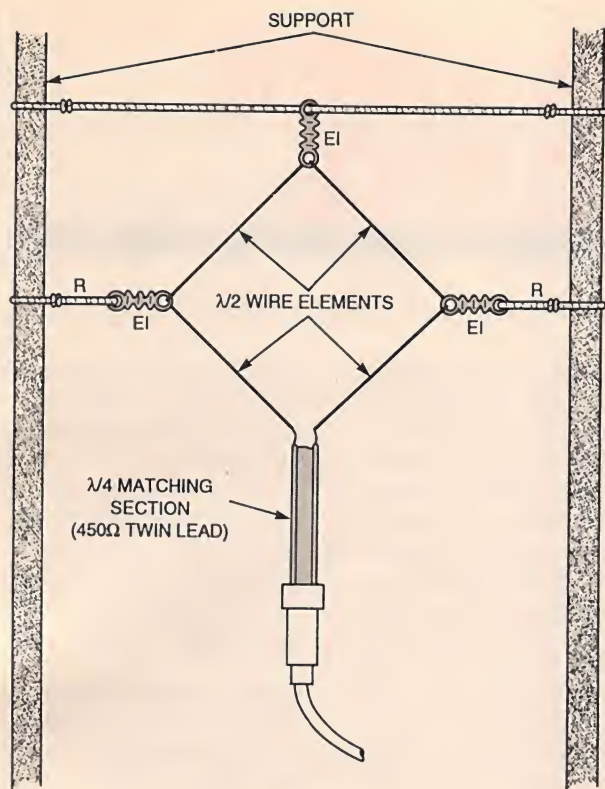 SUPPORT
EI
R
EI
λ/2 WIRE ELEMENTS
EI
R
λ/4 MATCHING
SECTION
(450Ω TWIN LEAD)